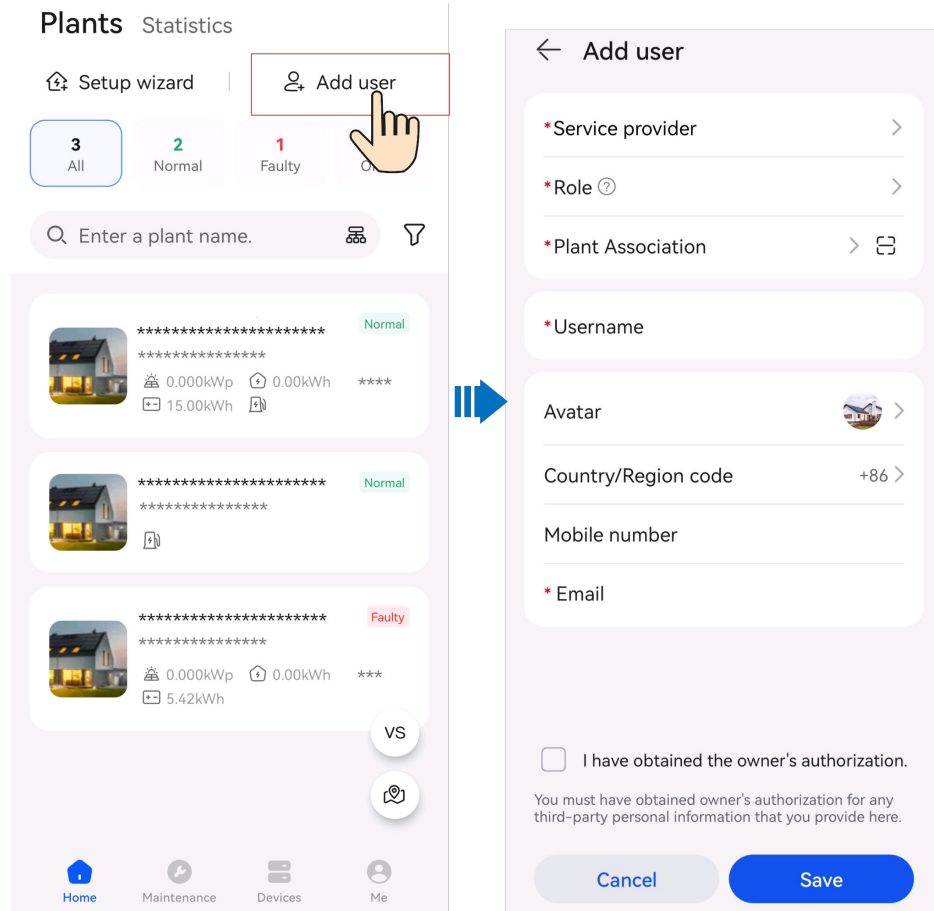 Plants Statistics
Setup wizard Add user
3 2 1
All Normal Faulty
Enter a plant name.
********************** Normal
***************
0.000kWp 0.00kWh ****
15.00kWh
********************** Normal
***************
********************** Faulty
***************
0.000kWp 0.00kWh ***
5.42kWh
VS
Home Maintenance Devices Me
Add user
*Service provider
*Role ?
*Plant Association
*Username
Avatar
Country/Region code +86
Mobile number
* Email
I have obtained the owner's authorization.
You must have obtained owner's authorization for any
third-party personal information that you provide here.
Cancel Save